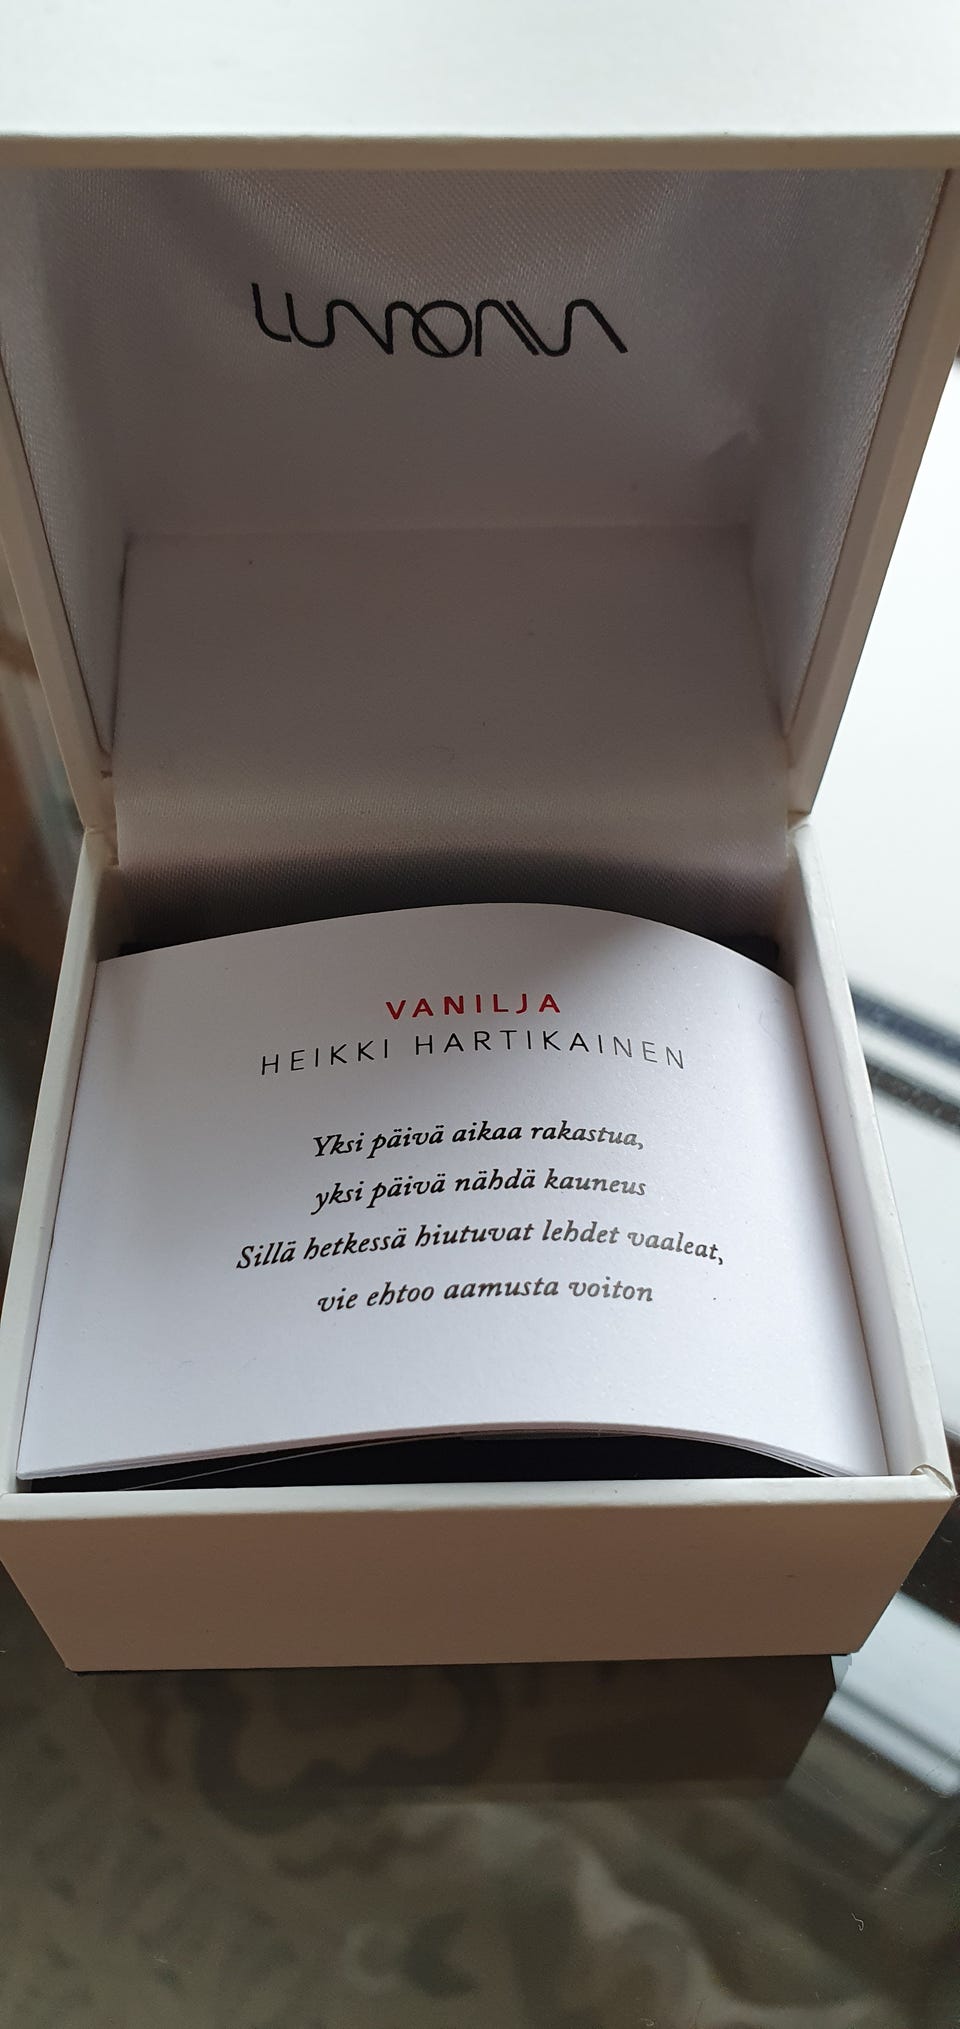 LUMOAVA
VANILJA
HEIKKI HARTIKAINEN
Yksi päivä aikaa rakastua,
yksi päivä nähdä kauneus
Sillä hetkessä hiutuvat lehdet vaaleat,
vie ehtoo aamusta voiton